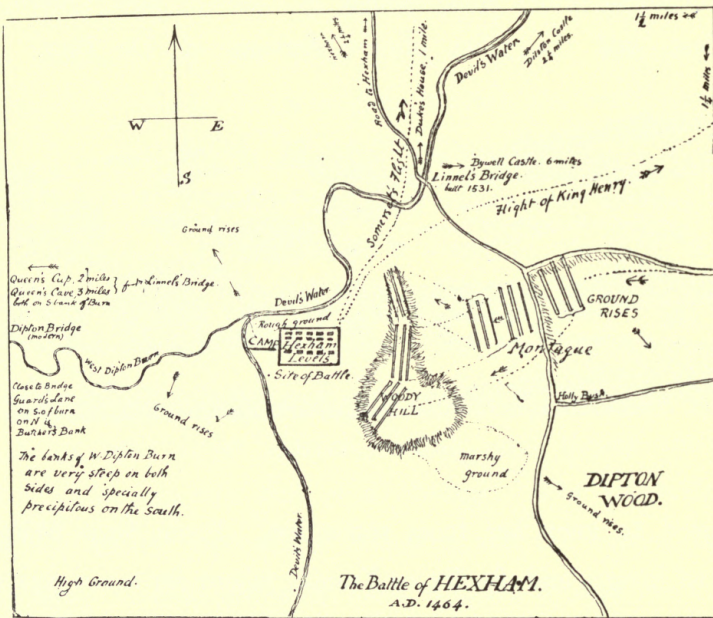 1½ miles
1½ miles
Road to Hexham
Duke's House. 1 mile.
Devil's Water
Dilston Castle
2¼ miles.
W E
S
Somerset's Flight
Bywell Castle. 6 miles
Linnel's Bridge.
built 1531.
Flight of King Henry.
Ground rises
Queen's Cup, 2 miles
Queen's Cave, 3 miles
both on S bank of Burn
fm Linnel's Bridge.
Devil's Water
Rough ground
CAMP
Hexham
Levels
Site of Battle.
GROUND
RISES
Montague
Dipton Bridge
(modern)
West Dipton Burn
Close to Bridge
Guard's Lane
on S. of burn
on N is
Butcher's Bank
Ground rises
WOODY
HILL
Holly Bush.
The banks of W. Dipton Burn
are very steep on both
sides and specially
precipitous on the south.
marshy
ground
DIPTON
WOOD.
Ground rises.
Devil's Water.
High Ground.
The Battle of HEXHAM.
A.D. 1464.